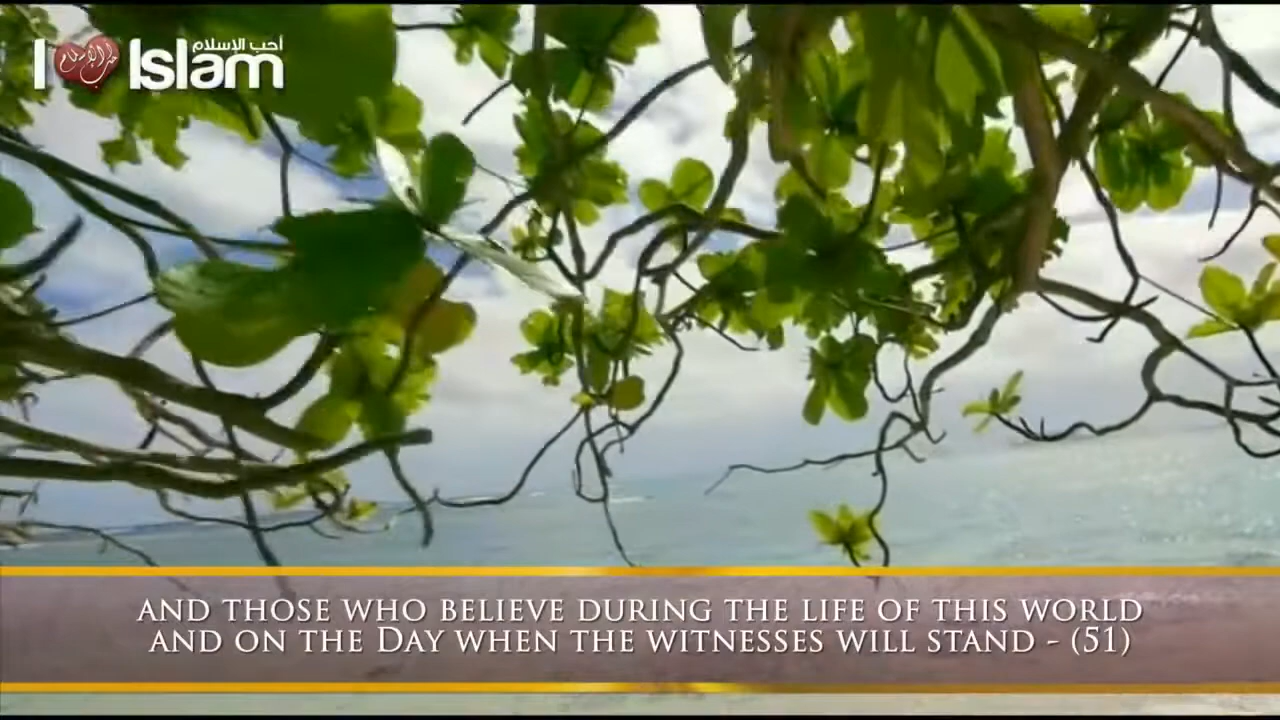 أحب الإسلام
I Islam
AND THOSE WHO BELIEVE DURING THE LIFE OF THIS WORLD
AND ON THE DAY WHEN THE WITNESSES WILL STAND - (51)